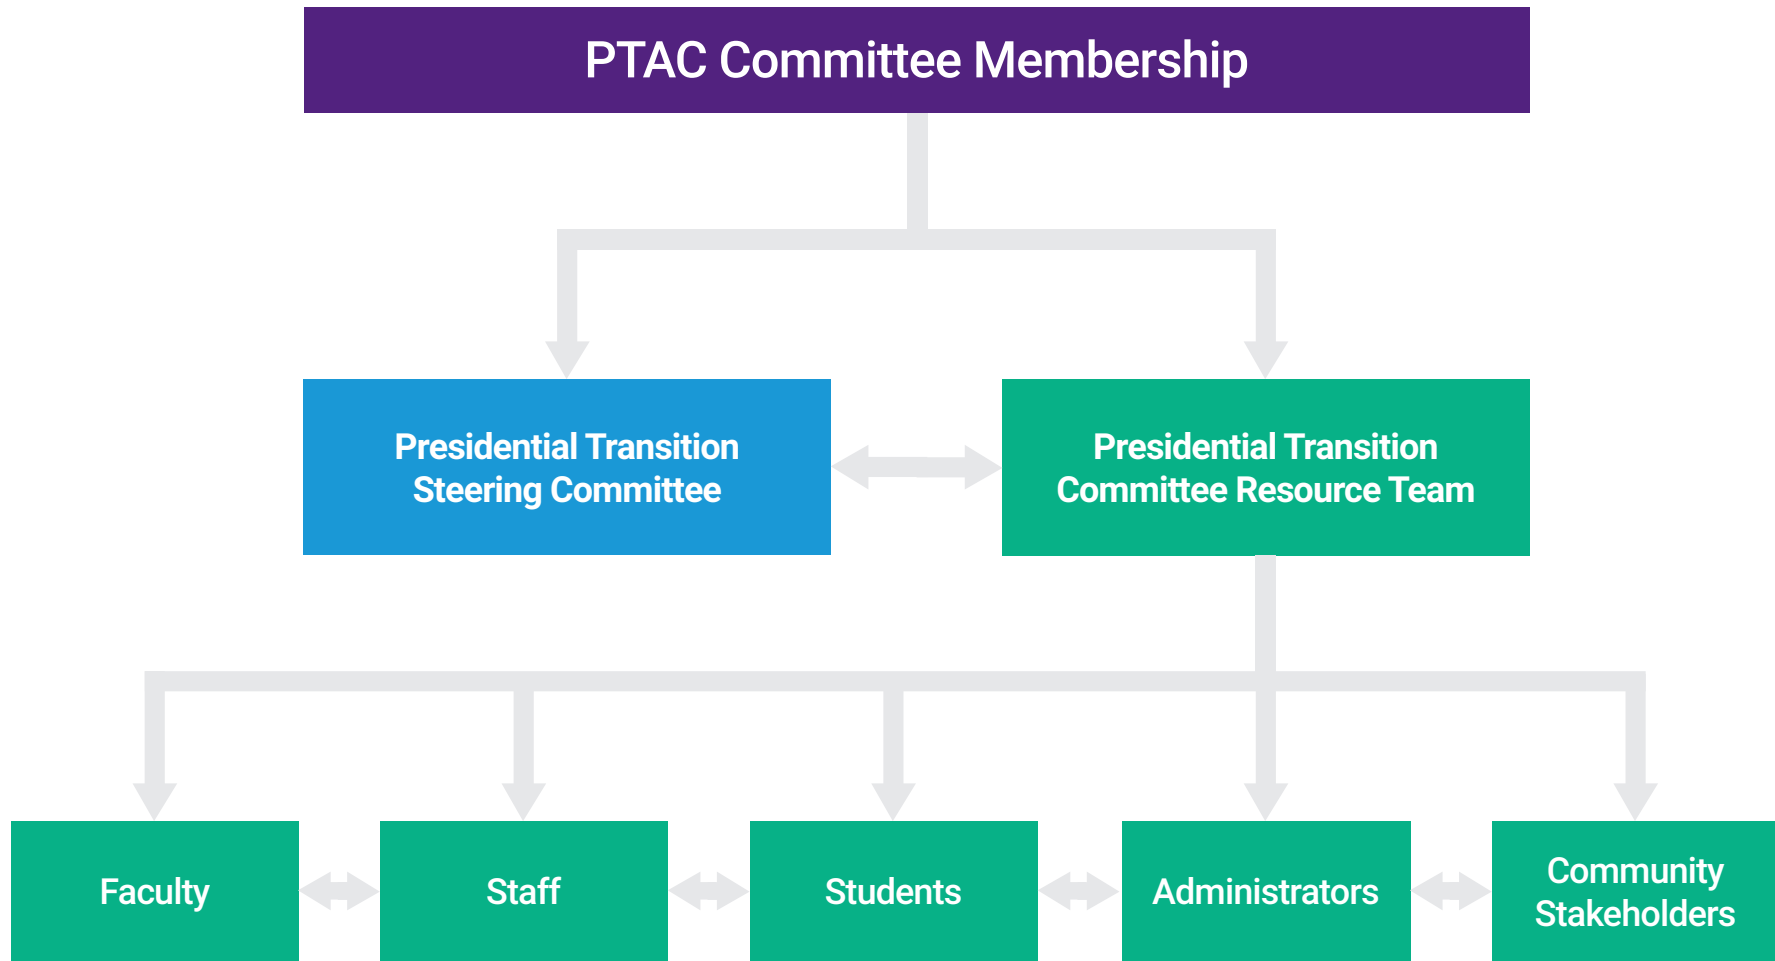 PTAC Committee Membership
Presidential Transition
Steering Committee
Presidential Transition
Committee Resource Team
Faculty
Staff
Students
Administrators
Community
Stakeholders